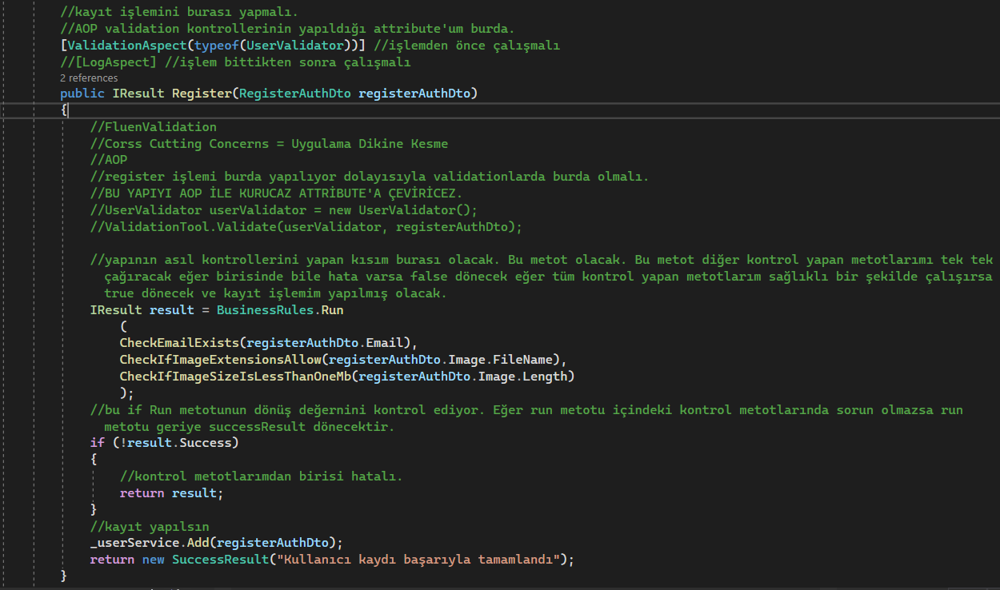 //kayıt işlemini burası yapmalı.
//AOP validation kontrollerinin yapıldığı attribute'um burda.
[ValidationAspect(typeof(UserValidator))] //işlemden önce çalışmalı
//[LogAspect] //işlem bittikten sonra çalışmalı
2 references
public IResult Register(RegisterAuthDto registerAuthDto)
{
//FluenValidation
//Corss Cutting Concerns = Uygulama Dikine Kesme
//AOP
//register işlemi burda yapılıyor dolayısıyla validationlarda burda olmalı.
//BU YAPIYI AOP İLE KURUCAZ ATTRİBUTE'A ÇEVİRİCEZ.
//UserValidator userValidator = new UserValidator();
//ValidationTool.Validate(userValidator, registerAuthDto);
//yapının asıl kontrollerini yapan kısım burası olacak. Bu metot olacak. Bu metot diğer kontrol yapan metotlarımı tek tek
çağıracak eğer birisinde bile hata varsa false dönecek eğer tüm kontrol yapan metotlarım sağlıklı bir şekilde çalışırsa
true dönecek ve kayıt işlemim yapılmış olacak.
IResult result = BusinessRules.Run
(
CheckEmailExists(registerAuthDto.Email),
CheckIfImageExtensionsAllow(registerAuthDto.Image.FileName),
CheckIfImageSizeIsLessThanOneMb(registerAuthDto.Image.Length)
);
//bu if Run metotunun dönüş değernini kontrol ediyor. Eğer run metotu içindeki kontrol metotlarında sorun olmazsa run
metotu geriye successResult dönecektir.
if (!result.Success)
{
//kontrol metotlarımdan birisi hatalı.
return result;
}
//kayıt yapılsın
_userService.Add(registerAuthDto);
return new SuccessResult("Kullanıcı kaydı başarıyla tamamlandı");
}